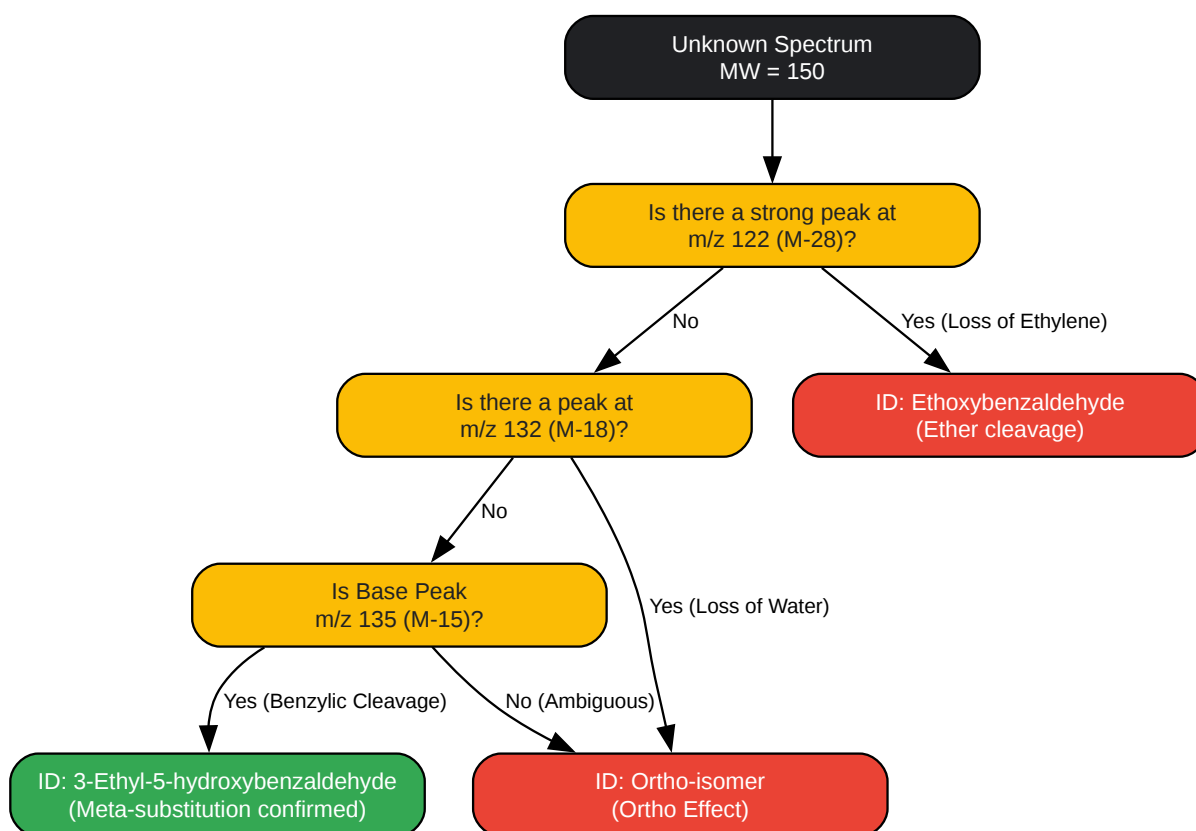 Unknown Spectrum
MW = 150
Is there a strong peak at
m/z 122 (M-28)?
No
Yes (Loss of Ethylene)
Is there a peak at
m/z 132 (M-18)?
ID: Ethoxybenzaldehyde
(Ether cleavage)
No
Is Base Peak
m/z 135 (M-15)?
Yes (Loss of Water)
Yes (Benzylic Cleavage)
No (Ambiguous)
ID: 3-Ethyl-5-hydroxybenzaldehyde
(Meta-substitution confirmed)
ID: Ortho-isomer
(Ortho Effect)